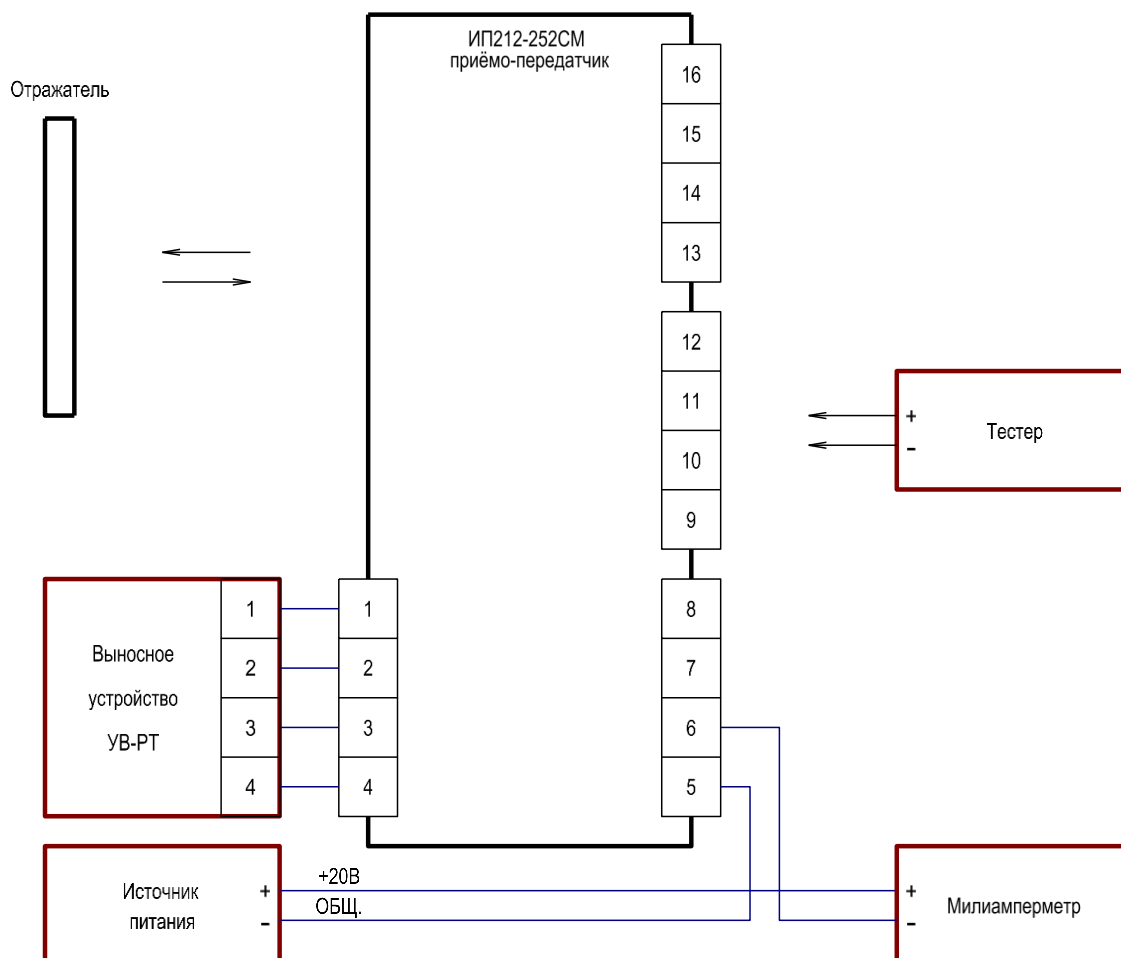 ИП212-252СМ
приёмо-передатчик
Отражатель
16
15
14
13
12
11
10
9
8
7
6
5
+
-
Тестер
Выносное
устройство
УВ-РТ
1
2
3
4
1
2
3
4
Источник
питания
+
-
+20В
ОБЩ.
+
-
Милиамперметр